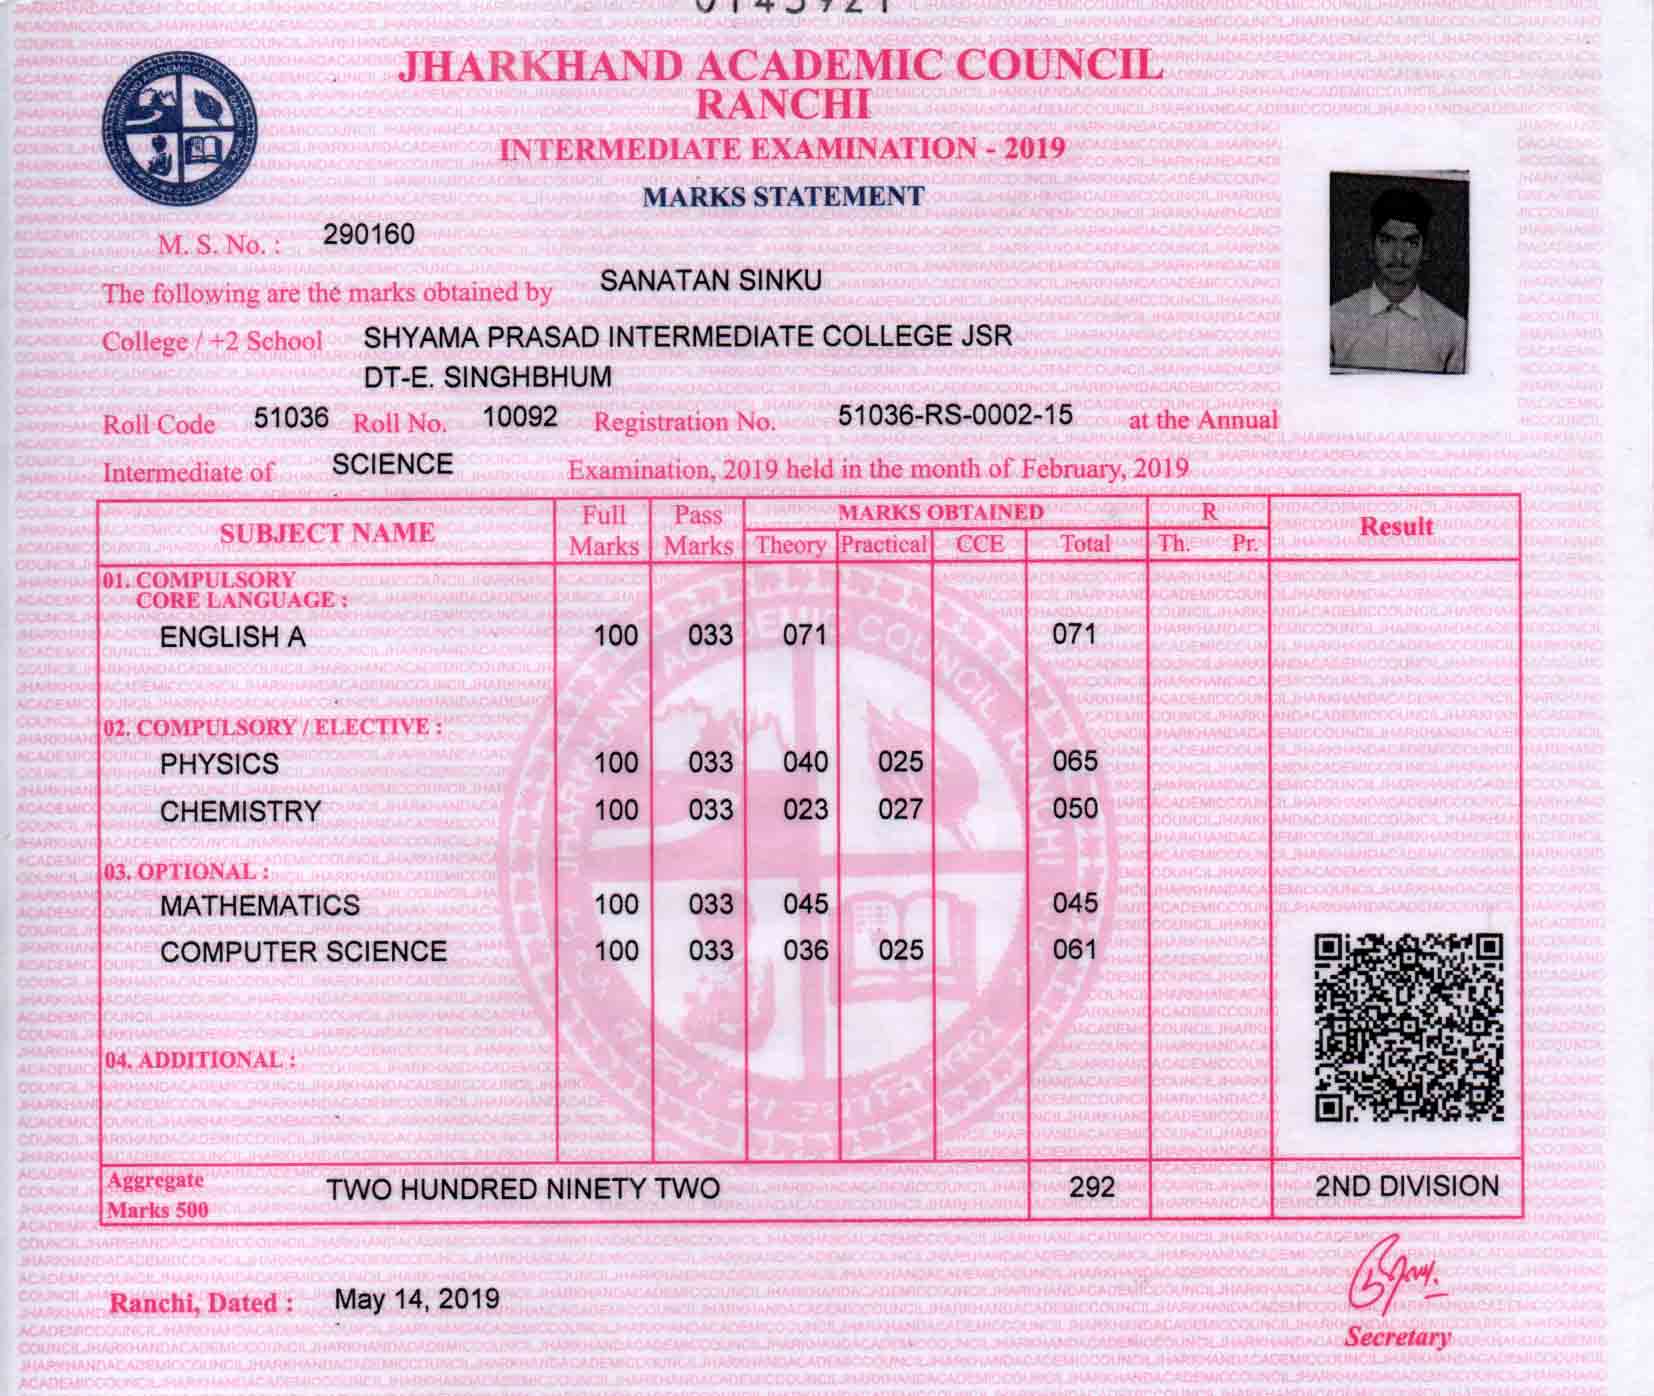 JHARKHAND ACADEMIC COUNCIL
RANCHI
INTERMEDIATE EXAMINATION - 2019
MARKS STATEMENT
M. S. No. : 290160
The following are the marks obtained by SANATAN SINKU
College / +2 School SHYAMA PRASAD INTERMEDIATE COLLEGE JSR
DT-E. SINGHBHUM
Roll Code 51036 Roll No. 10092 Registration No. 51036-RS-0002-15 at the Annual
Intermediate of SCIENCE Examination, 2019 held in the month of February, 2019
SUBJECT NAME Full Marks Pass Marks MARKS OBTAINED R Result
Theory Practical CCE Total Th. Pr.
01. COMPULSORY
CORE LANGUAGE :
ENGLISH A 100 033 071 071
02. COMPULSORY / ELECTIVE :
PHYSICS 100 033 040 025 065
CHEMISTRY 100 033 023 027 050
03. OPTIONAL :
MATHEMATICS 100 033 045 045
COMPUTER SCIENCE 100 033 036 025 061
04. ADDITIONAL :
Aggregate
Marks 500 TWO HUNDRED NINETY TWO 292 2ND DIVISION
Ranchi, Dated : May 14, 2019
Secretary